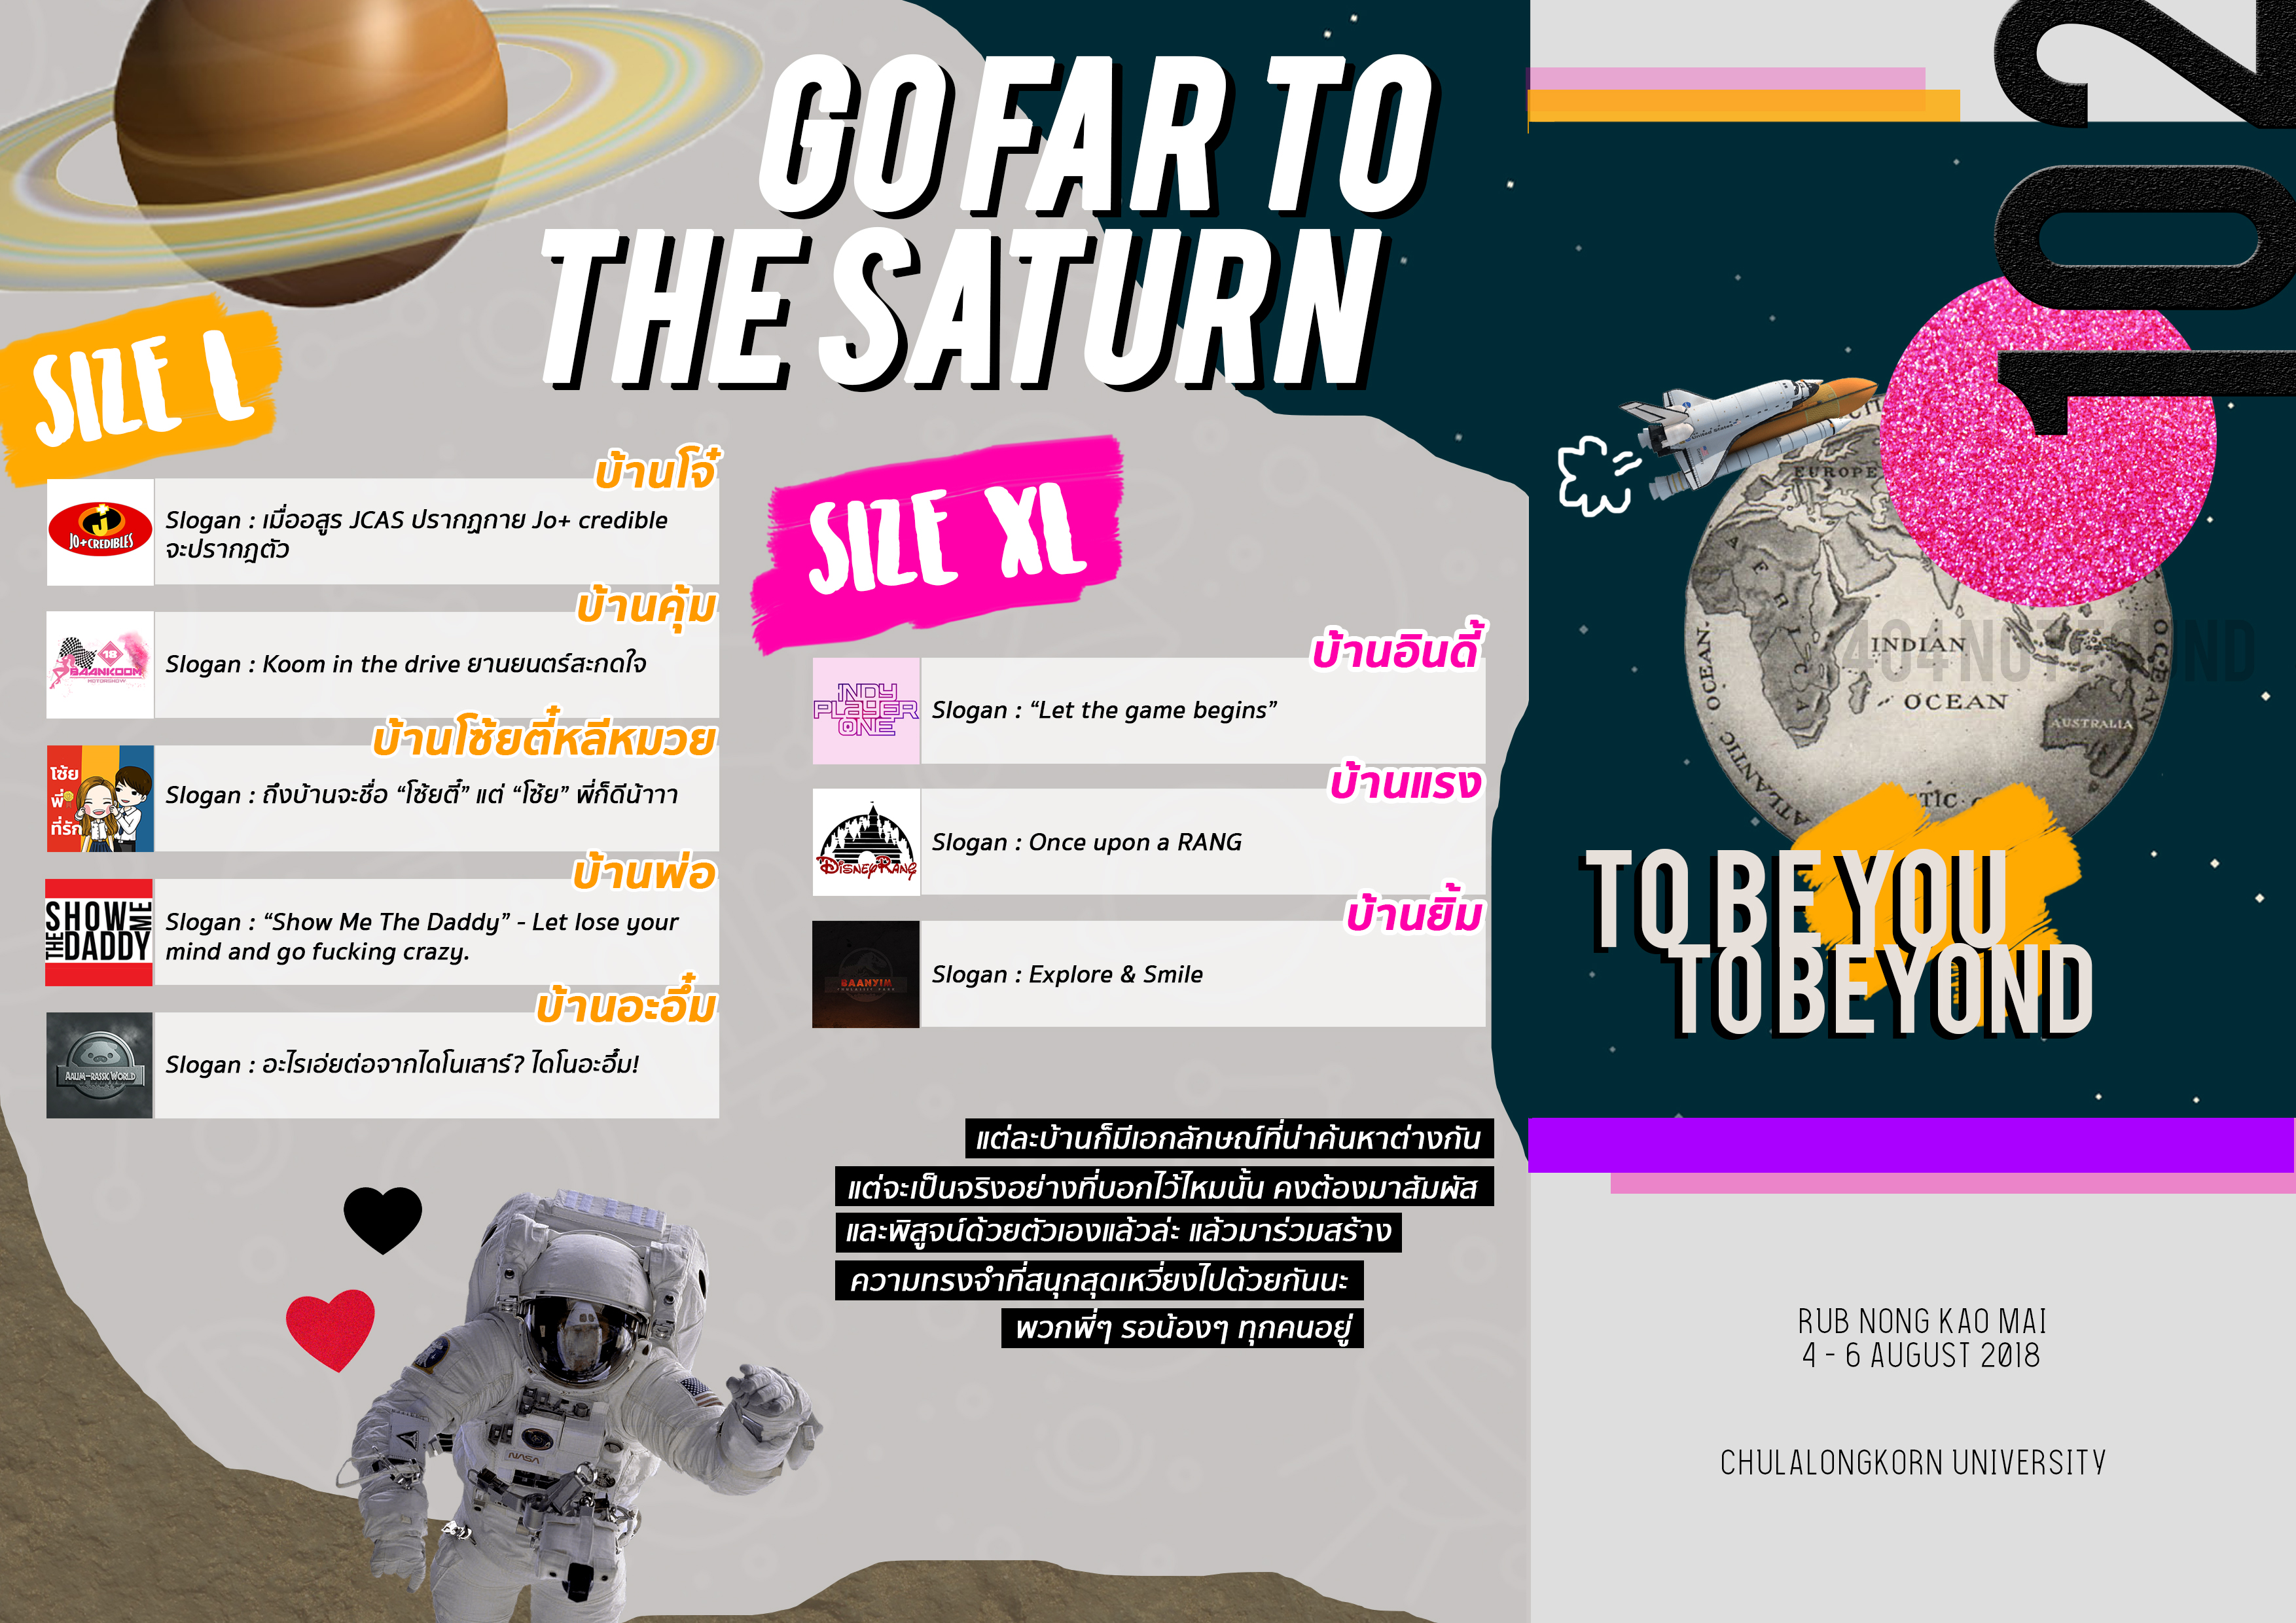 GO FAR TO
THE SATURN
SIZE L
บ้านโจ๋
JO+CREDIBLES
Slogan : เมื่ออสูร JCAS ปรากฏกาย Jo+ credible
จะปรากฎตัว
บ้านคุ้ม
18
BAANKOOM
MOTORSHOW
Slogan : Koom in the drive ยานยนตร์สะกดใจ
บ้านโซ้ยตี๋หลีหมวย
โซ้ย
พี่
ที่รัก
Slogan : ถึงบ้านจะชื่อ “โซ้ยตี๋” แต่ “โซ้ย” พี่ก็ดีน้าาา
บ้านพ่อ
SHOW ME
THE DADDY
Slogan : “Show Me The Daddy” - Let lose your
mind and go fucking crazy.
บ้านอะอึ๋ม
AAUM-RASSK WORLD
Slogan : อะไรเอ่ยต่อจากไดโนเสาร์? ไดโนอะอึ๋ม!
SIZE XL
บ้านอินดี้
INDY
PLAYER
ONE
Slogan : “Let the game begins”
บ้านแรง
DISNEY RANG
Slogan : Once upon a RANG
บ้านยิ้ม
BAANYIM
Slogan : Explore & Smile
แต่ละบ้านก็มีเอกลักษณ์ที่น่าค้นหาต่างกัน
แต่จะเป็นจริงอย่างที่บอกไว้ไหมนั้น คงต้องมาสัมผัส
และพิสูจน์ด้วยตัวเองแล้วล่ะ แล้วมาร่วมสร้าง
ความทรงจำที่สนุกสุดเหวี่ยงไปด้วยกันนะ
พวกพี่ๆ รอน้องๆ ทุกคนอยู่
NASA
102
EUROPE
AFRICA
INDIAN
OCEAN
ATLANTIC OCEAN
OCEAN
AUSTRALIA
404 NOT FOUND
TO BE YOU
TO BEYOND
RUB NONG KAO MAI
4 - 6 AUGUST 2018
CHULALONGKORN UNIVERSITY